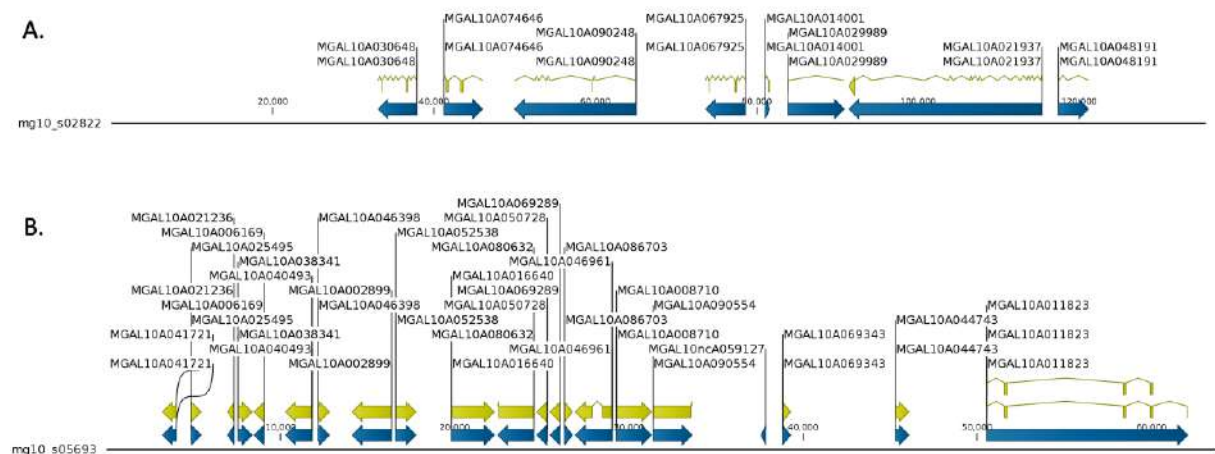 A.
MGAL10A074646 MGAL10A067925 MGAL10A014001
MGAL10A090248 MGAL10A029989
MGAL10A030648 MGAL10A074646 MGAL10A067925 MGAL10A014001 MGAL10A021937 MGAL10A048191
MGAL10A030648 MGAL10A090248 MGAL10A029989 MGAL10A021937 MGAL10A048191
20,000 40,000 60,000 100,000 120,000
mg10_s02822
MGAL10A069289
B.
MGAL10A021236 MGAL10A046398 MGAL10A050728
MGAL10A006169 MGAL10A052538
MGAL10A025495 MGAL10A080632 MGAL10A086703
MGAL10A038341 MGAL10A046961
MGAL10A040493 MGAL10A016640
MGAL10A021236 MGAL10A002899 MGAL10A069289 MGAL10A008710
MGAL10A006169 MGAL10A046398 MGAL10A050728 MGAL10A090554 MGAL10A011823
MGAL10A025495 MGAL10A052538 MGAL10A086703 MGAL10A044743
MGAL10A041721 MGAL10A038341 MGAL10A080632 MGAL10A008710 MGAL10A069343 MGAL10A011823
MGAL10A040493 MGAL10A046961 MGAL10ncA059127 MGAL10A044743
MGAL10A041721 MGAL10A002899 MGAL10A016640 MGAL10A090554 MGAL10A069343 MGAL10A011823
10,000 20,000 40,000 50,000 60,000
mg10_s05693